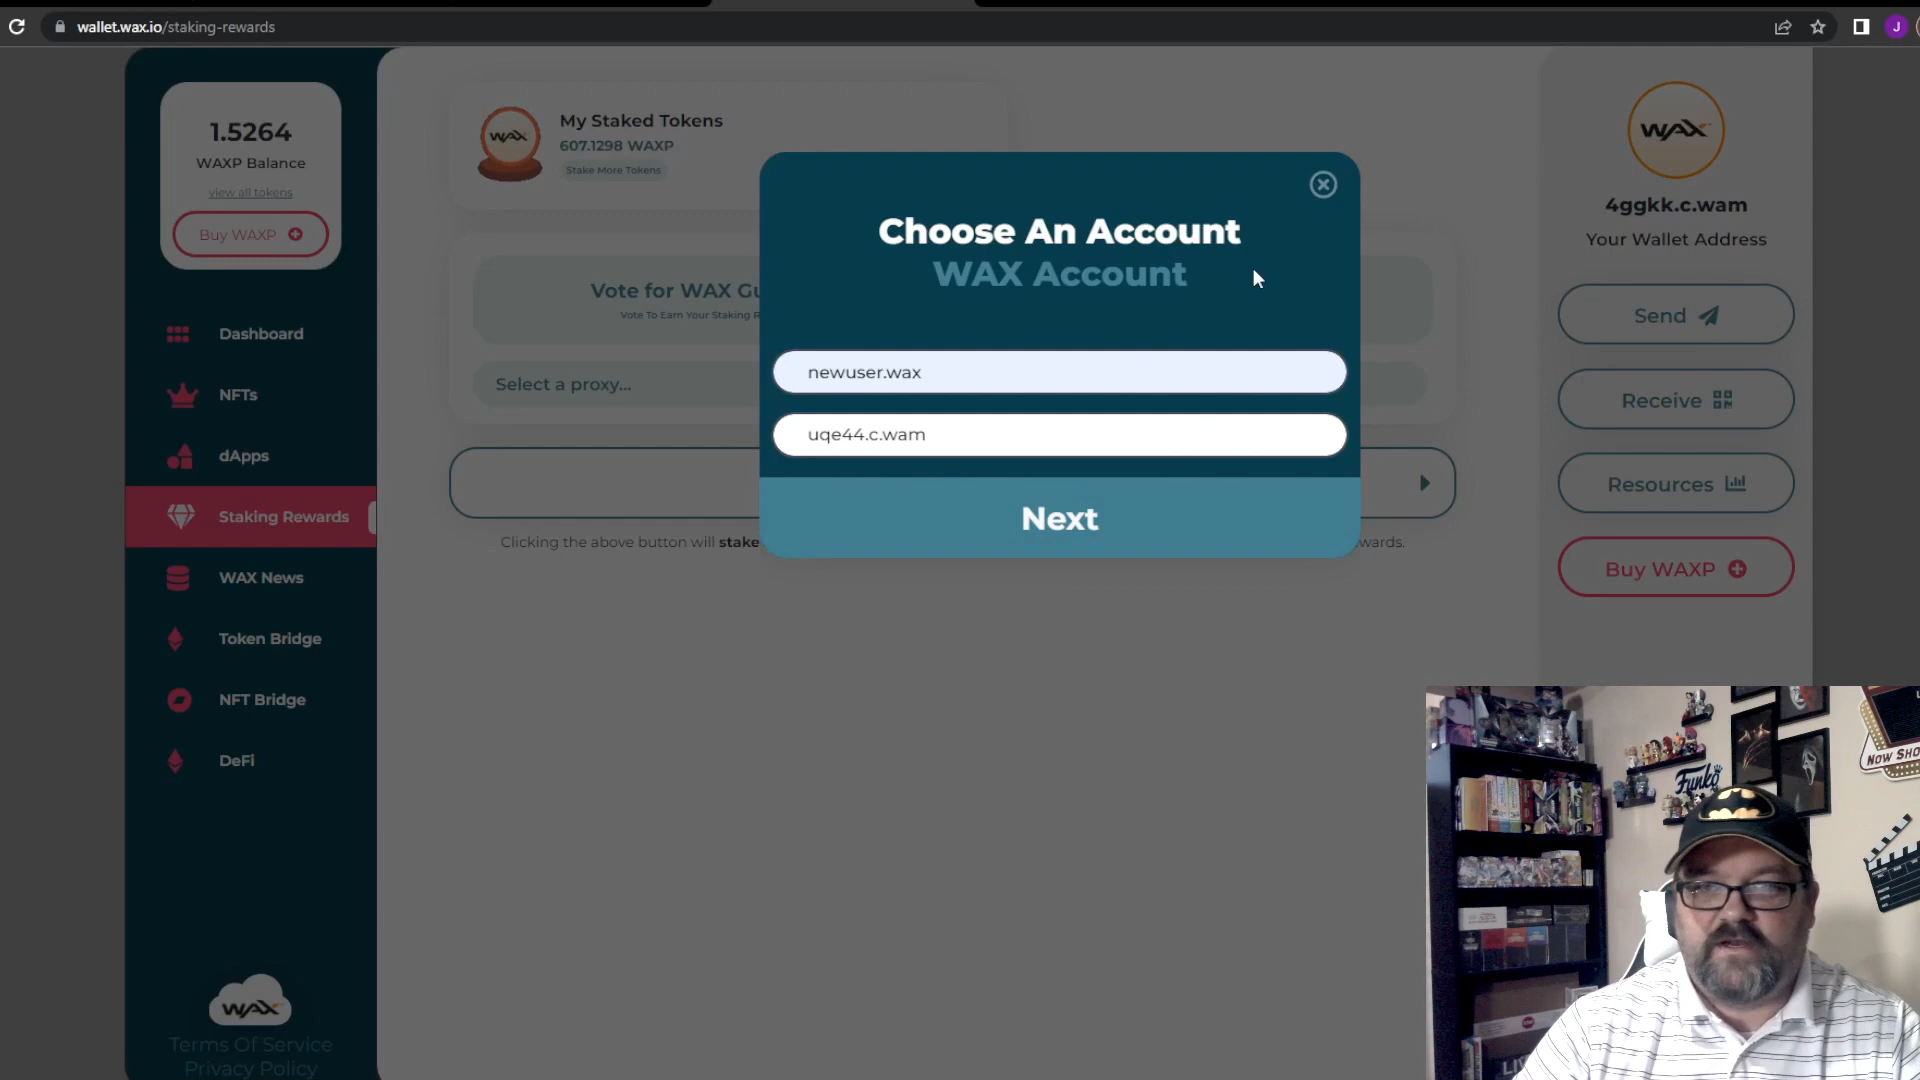 wallet.wax.io/staking-rewards
J
1.5264
WAXP Balance
view all tokens
Buy WAXP
Dashboard
NFTs
dApps
Staking Rewards
WAX News
Token Bridge
NFT Bridge
DeFi
WAX
Terms Of Service
Privacy Policy
WAX
My Staked Tokens
607.1298 WAXP
Stake More Tokens
Vote for WAX Gu
Vote To Earn Your Staking R
Select a proxy...
Clicking the above button will stake
wards.
Choose An Account
WAX Account
newuser.wax
uqe44.c.wam
Next
WAX
4ggkk.c.wam
Your Wallet Address
Send
Receive
Resources
Buy WAXP
Funko
NOW SHO